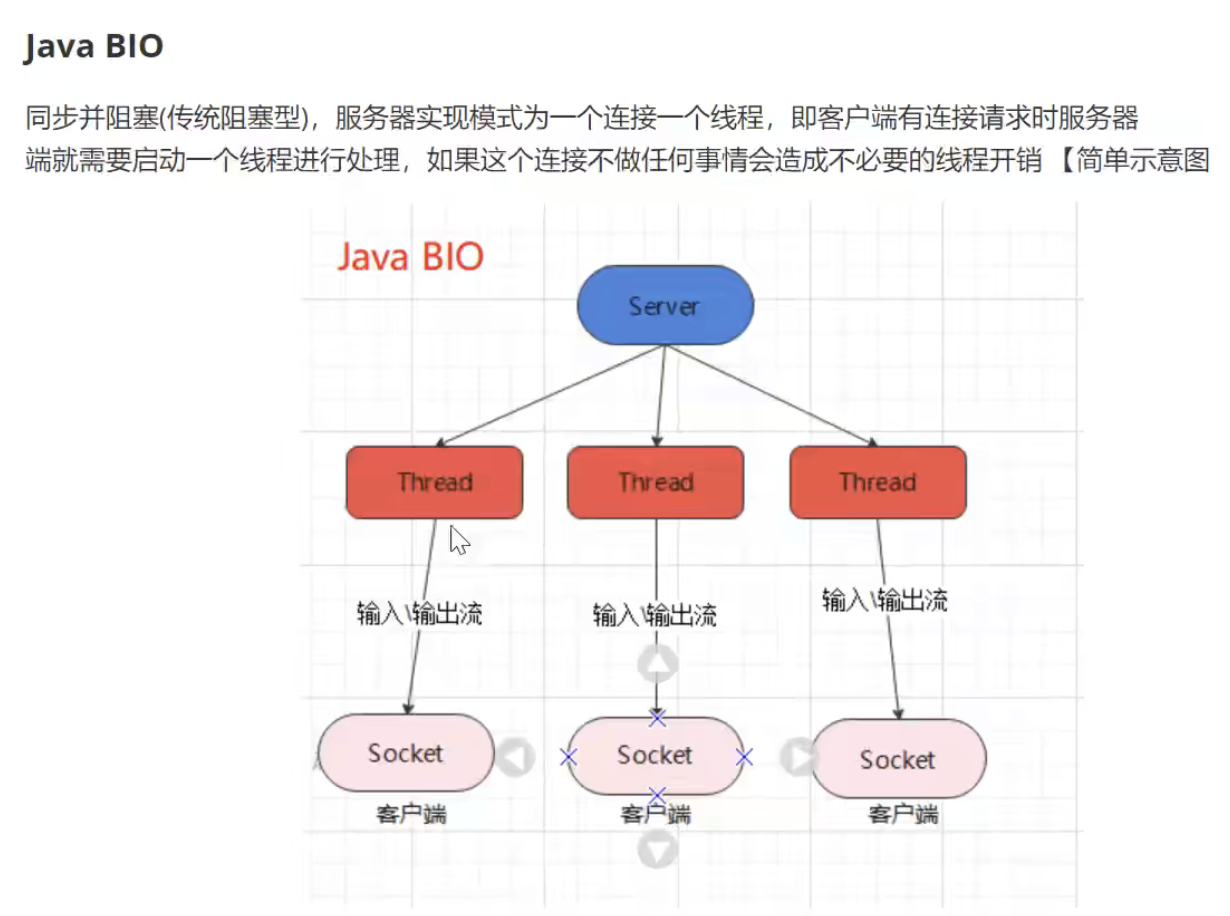 Java BIO
同步并阻塞(传统阻塞型)，服务器实现模式为一个连接一个线程，即客户端有连接请求时服务器
端就需要启动一个线程进行处理，如果这个连接不做任何事情会造成不必要的线程开销 【简单示意图
Java BIO
Server
Thread
Thread
Thread
输入\输出流
输入\输出流
输入\输出流
Socket
Socket
Socket
客户端
客户端
客户端